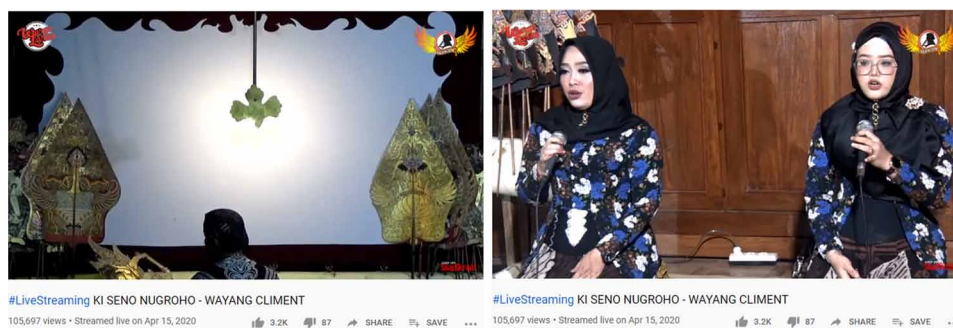 #LiveStreaming KI SENO NUGROHO - WAYANG CLIMENT
105,697 views • Streamed live on Apr 15, 2020
3.2K 87 SHARE SAVE
#LiveStreaming KI SENO NUGROHO - WAYANG CLIMENT
105,697 views • Streamed live on Apr 15, 2020
3.2K 87 SHARE SAVE